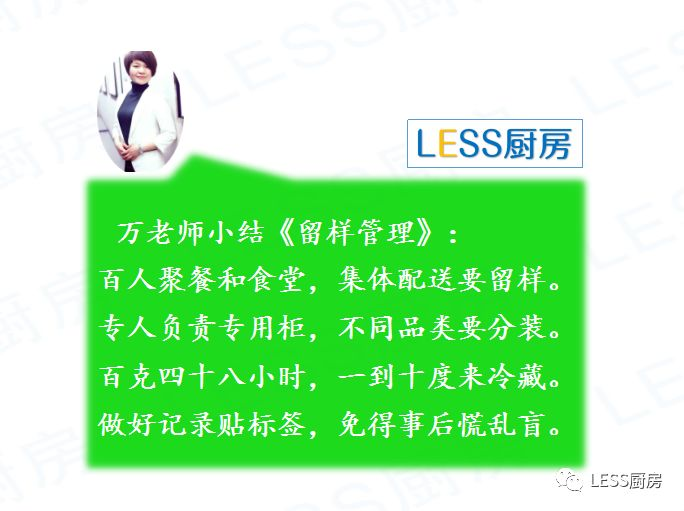 LESS厨房
万老师小结《留样管理》：
百人聚餐和食堂，集体配送要留样。
专人负责专用柜，不同品类要分装。
百克四十八小时，一到十度来冷藏。
做好记录贴标签，免得事后慌乱盲。
LESS厨房